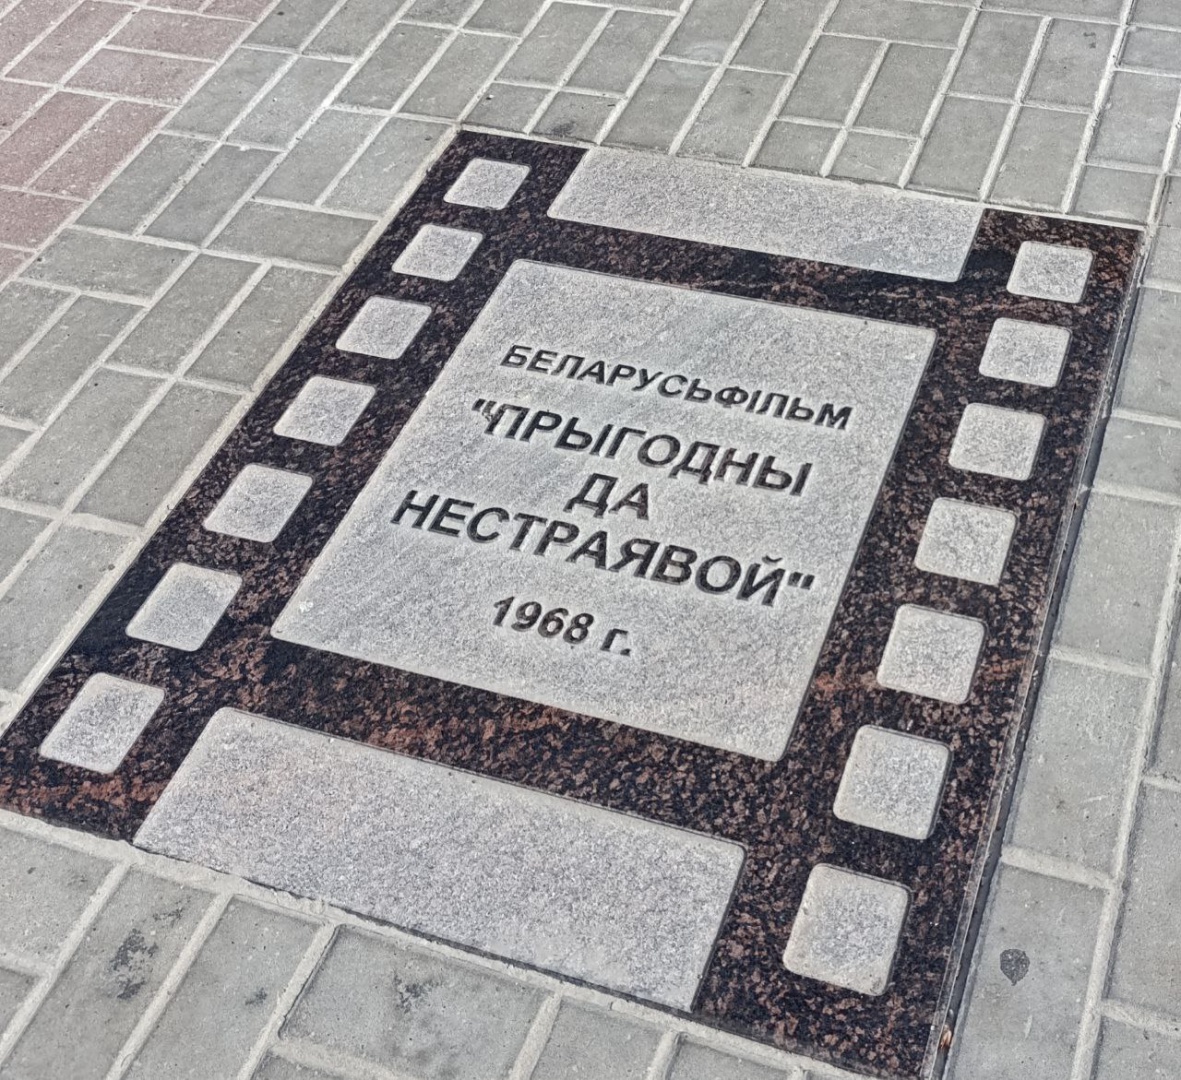 БЕЛАРУСЬФІЛЬМ
"ПРЫГОДНЫ
ДА
НЕСТРАЯВОЙ"
1968 г.